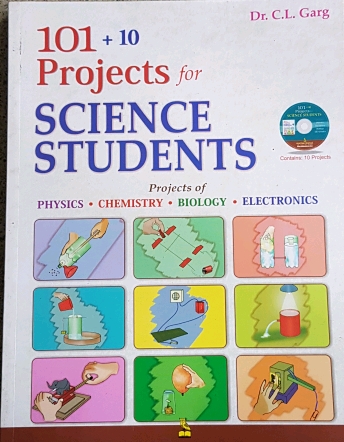 Dr. C.L. Garg
101 + 10
Projects for
SCIENCE
STUDENTS
Contains: 10 Projects
Projects of
PHYSICS • CHEMISTRY • BIOLOGY • ELECTRONICS